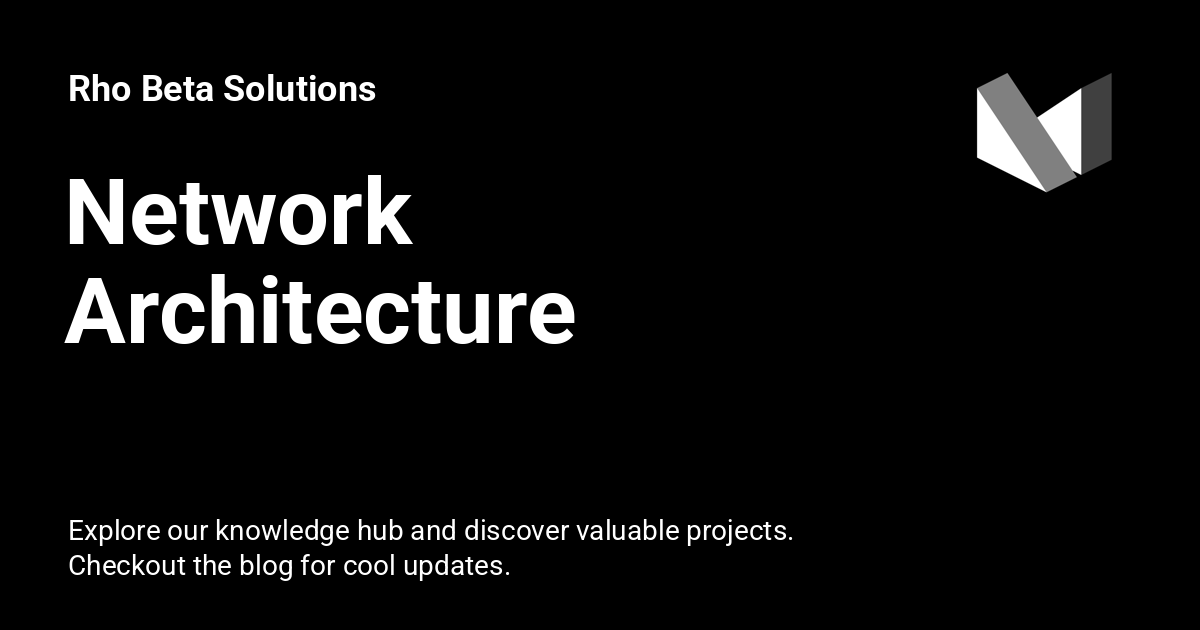 Rho Beta Solutions
Network
Architecture
Explore our knowledge hub and discover valuable projects.
Checkout the blog for cool updates.